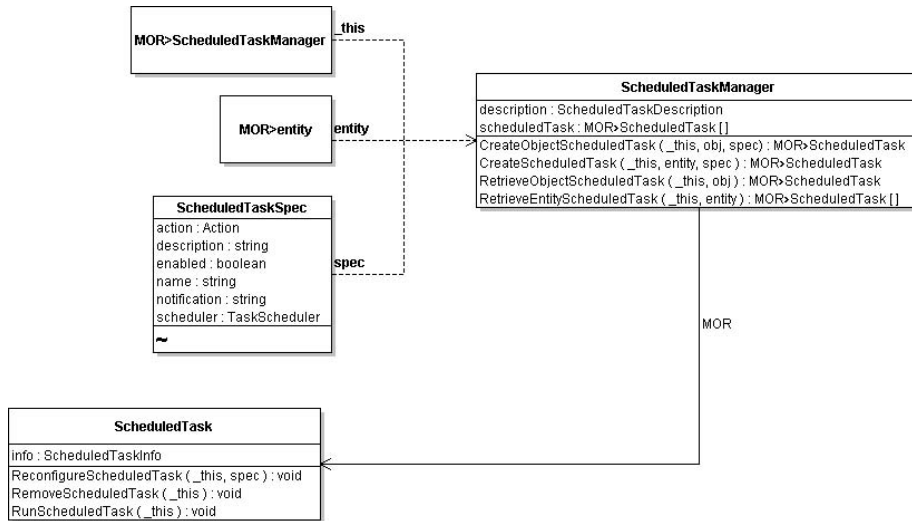 MOR>ScheduledTaskManager
_this
MOR>entity
entity
ScheduledTaskSpec
action : Action
description : string
enabled : boolean
name : string
notification : string
scheduler : TaskScheduler
~
spec
ScheduledTaskManager
description : ScheduledTaskDescription
scheduledTask : MOR>ScheduledTask [ ]
CreateObjectScheduledTask ( _this, obj, spec) : MOR>ScheduledTask
CreateScheduledTask ( _this, entity, spec) : MOR>ScheduledTask
RetrieveObjectScheduledTask ( _this, obj ) : MOR>ScheduledTask
RetrieveEntityScheduledTask ( _this, entity ) : MOR>ScheduledTask [ ]
MOR
ScheduledTask
info : ScheduledTaskInfo
ReconfigureScheduledTask ( _this, spec ) : void
RemoveScheduledTask ( _this ) : void
RunScheduledTask ( _this ) : void